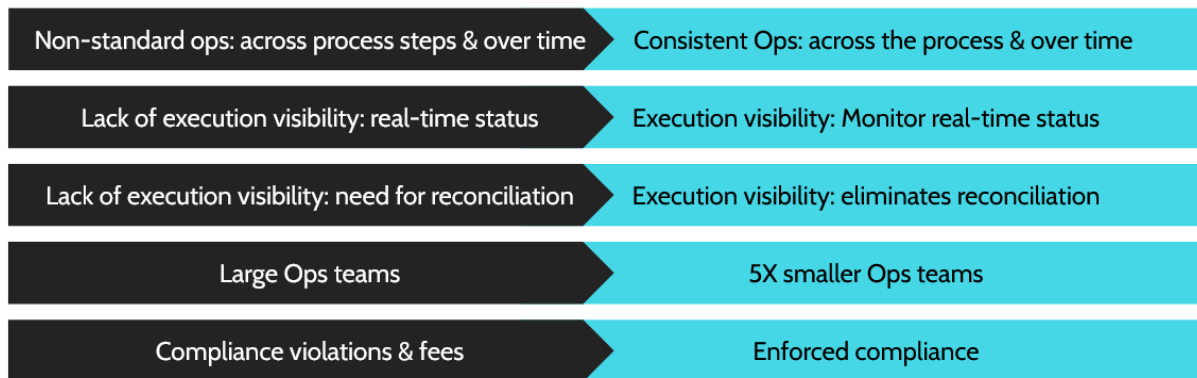 Non-standard ops: across process steps & over time
Consistent Ops: across the process & over time
Lack of execution visibility: real-time status
Execution visibility: Monitor real-time status
Lack of execution visibility: need for reconciliation
Execution visibility: eliminates reconciliation
Large Ops teams
5X smaller Ops teams
Compliance violations & fees
Enforced compliance